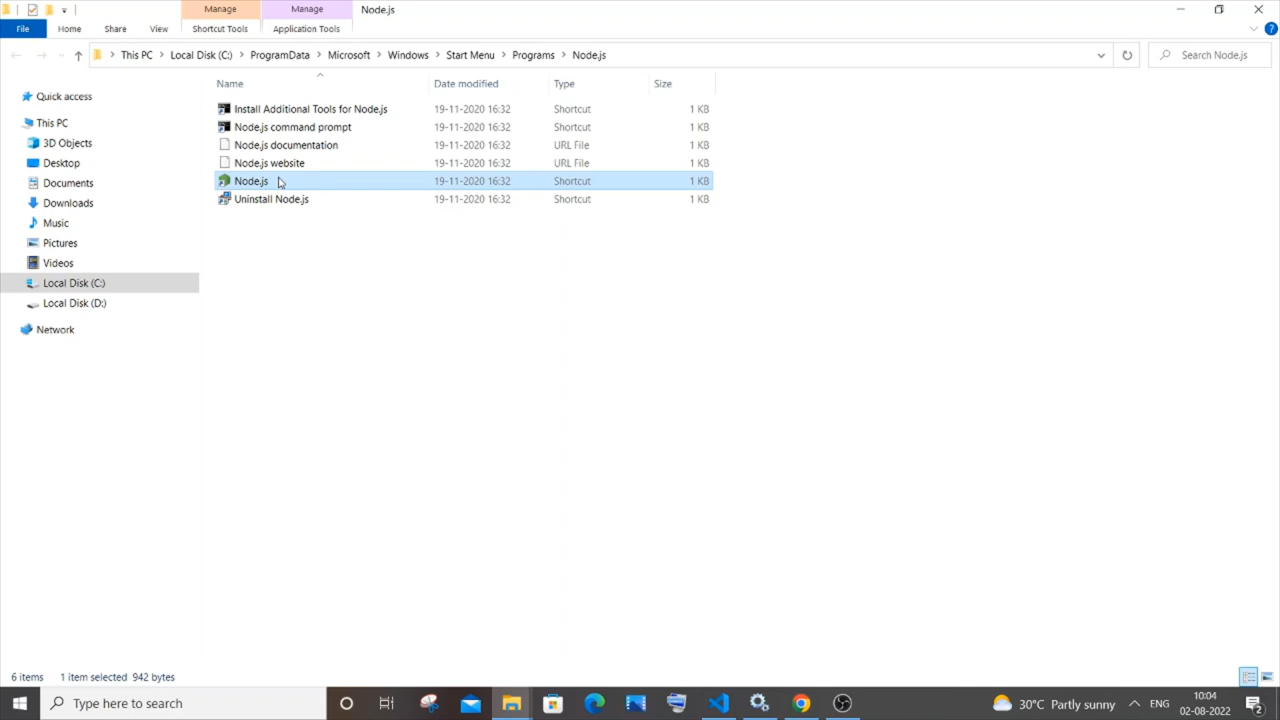 Manage Manage Node.js
File Home Share View Shortcut Tools Application Tools
This PC Local Disk (C:) ProgramData Microsoft Windows Start Menu Programs Node.js Search Node.js
Name Date modified Type Size
Quick access
This PC
3D Objects
Desktop
Documents
Downloads
Music
Pictures
Videos
Local Disk (C:)
Local Disk (D:)
Network
Install Additional Tools for Node.js 19-11-2020 16:32 Shortcut 1 KB
Node.js command prompt 19-11-2020 16:32 Shortcut 1 KB
Node.js documentation 19-11-2020 16:32 URL File 1 KB
Node.js website 19-11-2020 16:32 URL File 1 KB
Node.js 19-11-2020 16:32 Shortcut 1 KB
Uninstall Node.js 19-11-2020 16:32 Shortcut 1 KB
6 items 1 item selected 942 bytes
Type here to search
30°C Partly sunny ENG
10:04
02-08-2022
2